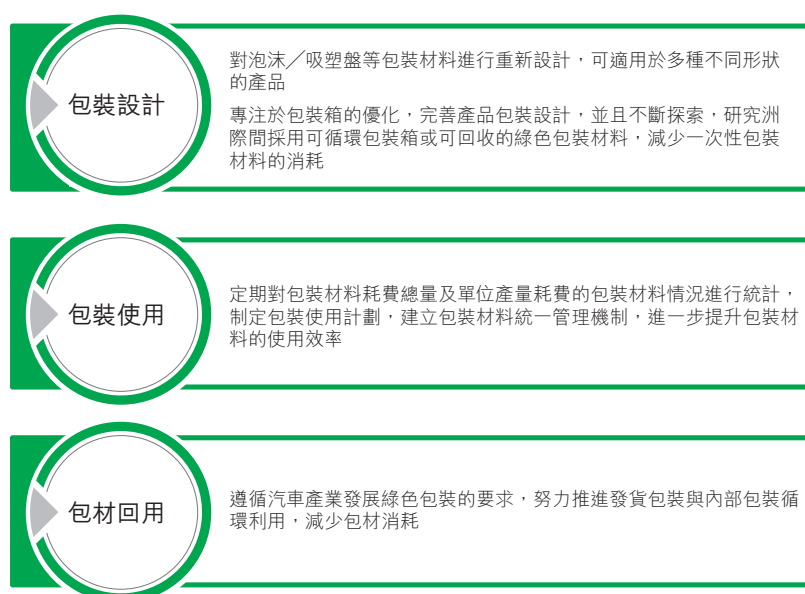 包裝設計
對泡沫╱吸塑盤等包裝材料進行重新設計，可適用於多種不同形狀
的產品
專注於包裝箱的優化，完善產品包裝設計，並且不斷探索，研究洲
際間採用可循環包裝箱或可回收的綠色包裝材料，減少一次性包裝
材料的消耗
包裝使用
定期對包裝材料耗費總量及單位產量耗費的包裝材料情況進行統計，
制定包裝使用計劃，建立包裝材料統一管理機制，進一步提升包裝材
料的使用效率
包材回用
遵循汽車產業發展綠色包裝的要求，努力推進發貨包裝與內部包裝循
環利用，減少包材消耗